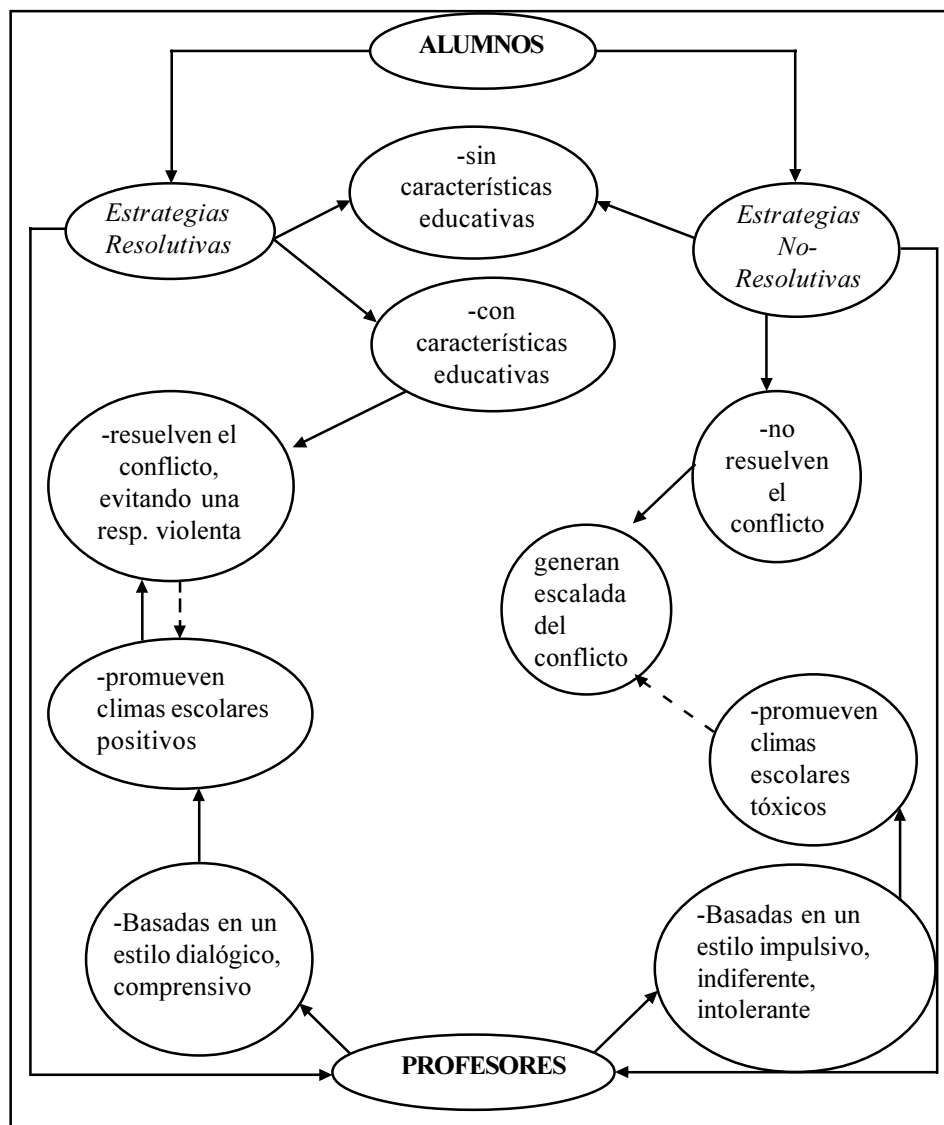 ALUMNOS
-sin
características
educativas
Estrategias
Resolutivas
Estrategias
No-
Resolutivas
-con
características
educativas
-resuelven el
conflicto,
evitando una
resp. violenta
-no
resuelven
el
conflicto
generan
escalada
del
conflicto
-promueven
climas escolares
positivos
-promueven
climas
escolares
tóxicos
-Basadas en un
estilo dialógico,
comprensivo
-Basadas en un
estilo impulsivo,
indiferente,
intolerante
PROFESORES